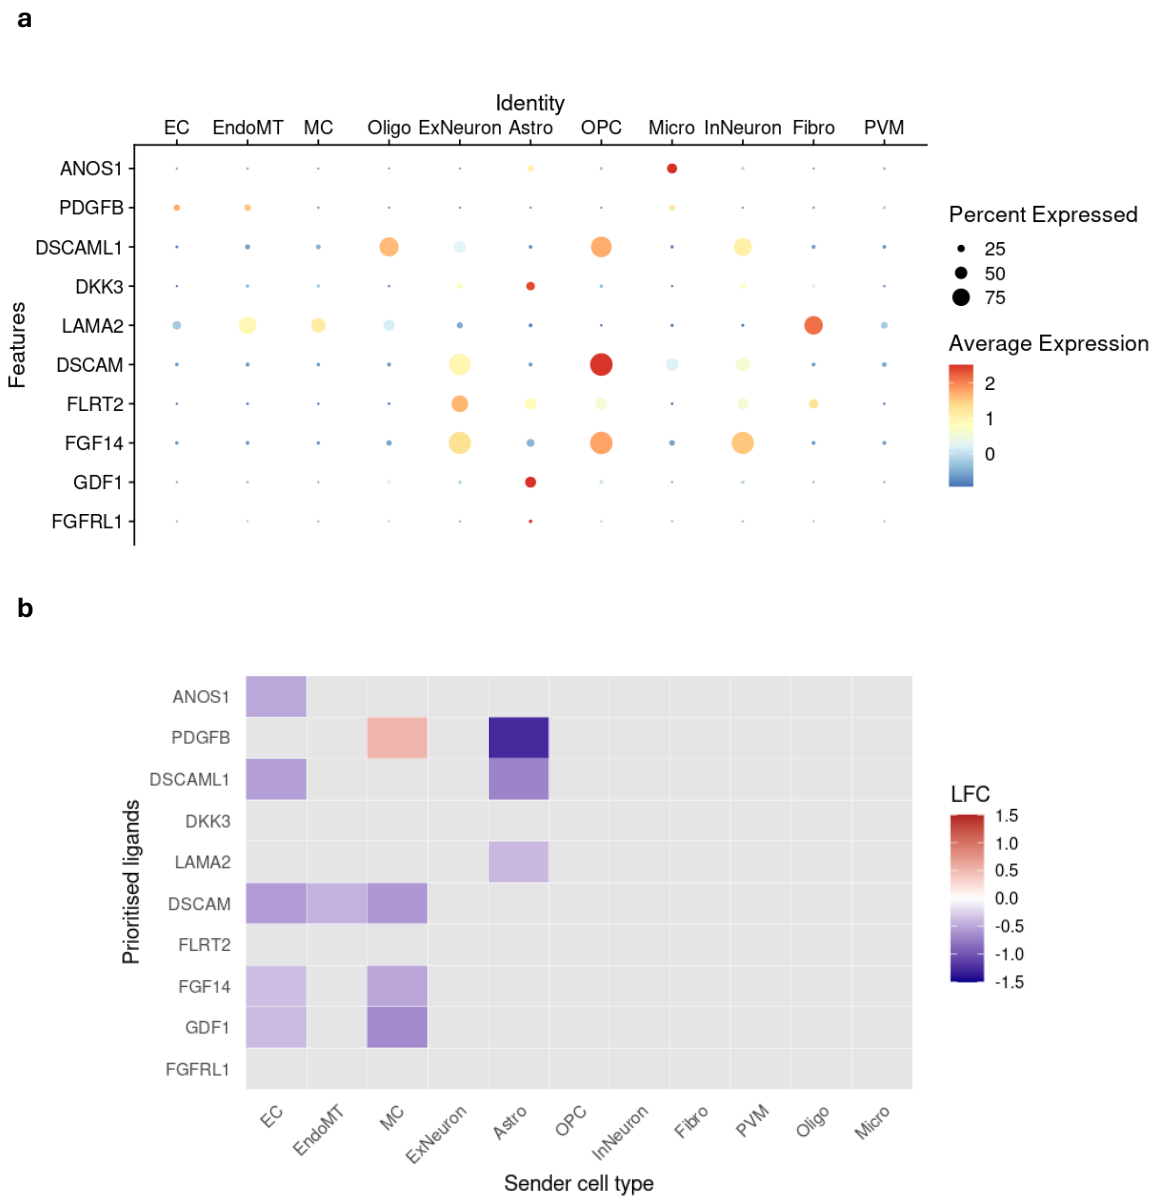 a
Identity
EC EndoMT MC Oligo ExNeuron Astro OPC Micro InNeuron Fibro PVM
Features
ANOS1
PDGFB
DSCAML1
DKK3
LAMA2
DSCAM
FLRT2
FGF14
GDF1
FGFRL1
Percent Expressed
25
50
75
Average Expression
2
1
0
b
Prioritised ligands
ANOS1
PDGFB
DSCAML1
DKK3
LAMA2
DSCAM
FLRT2
FGF14
GDF1
FGFRL1
LFC
1.5
1.0
0.5
0.0
-0.5
-1.0
-1.5
EC EndoMT MC ExNeuron Astro OPC InNeuron Fibro PVM Oligo Micro
Sender cell type